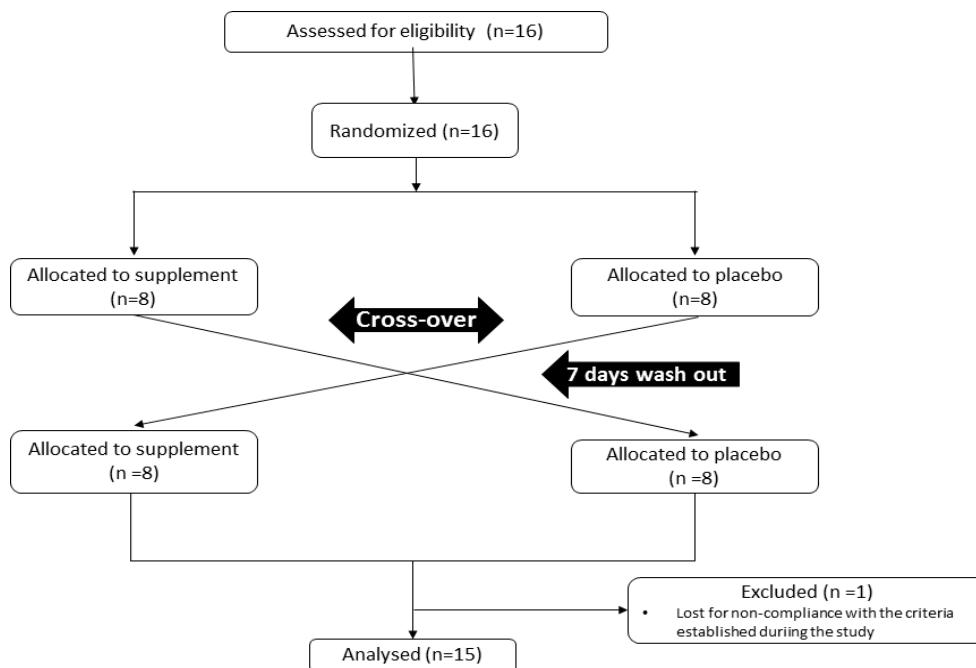 Assessed for eligibility (n=16)
Randomized (n=16)
Allocated to supplement
(n=8)
Allocated to placebo
(n=8)
Cross-over
7 days wash out
Allocated to supplement
(n =8)
Allocated to placebo
(n =8)
Excluded (n =1)
• Lost for non-compliance with the criteria
established duriing the study
Analysed (n=15)